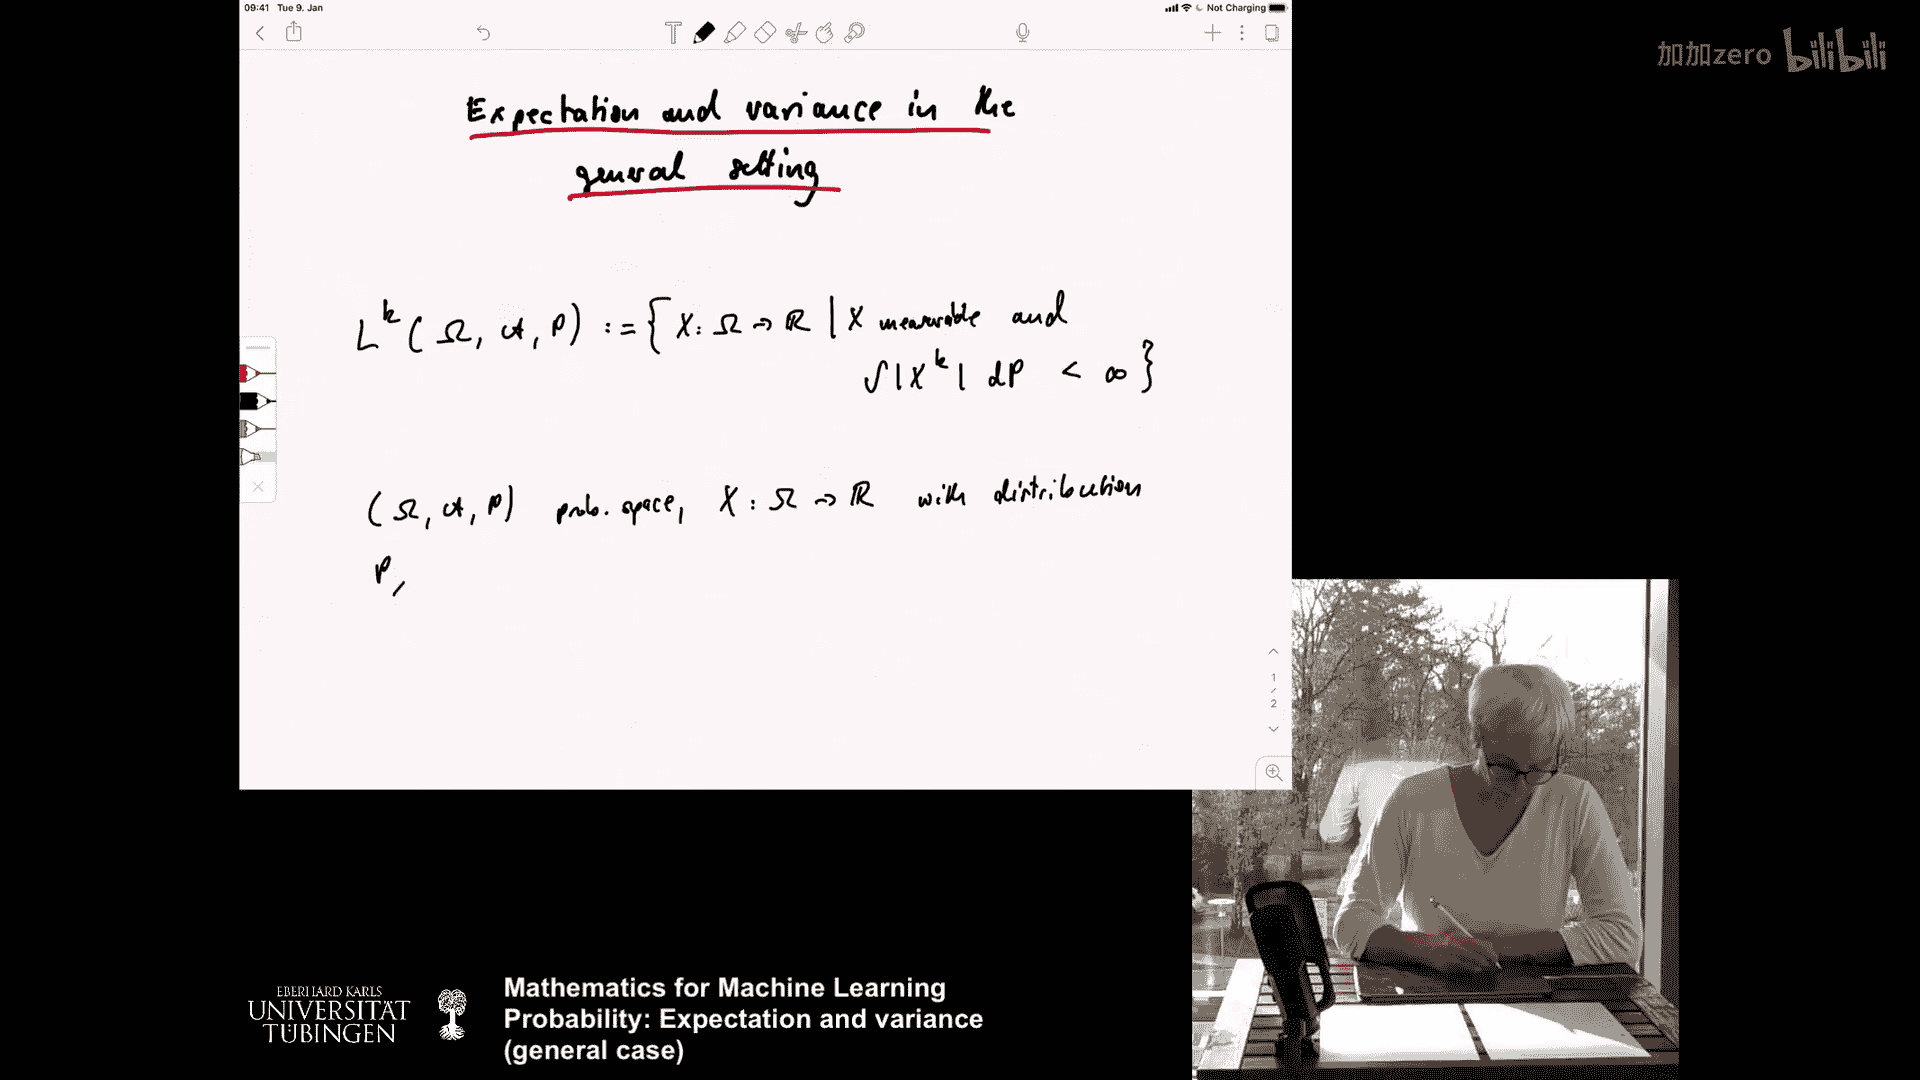 09:41 Tue 9. Jan
Not Charging
加加zero bilibili
Expectation and variance in the
general setting
L^k (Ω, 𝒜, P) := { X: Ω → ℝ | X measurable and
∫ |X^k| dP < ∞ }
(Ω, 𝒜, P) prob. space, X : Ω → ℝ with distribution
P,
1
/
2
EBERHARD KARLS
UNIVERSITÄT
TÜBINGEN
Mathematics for Machine Learning
Probability: Expectation and variance
(general case)